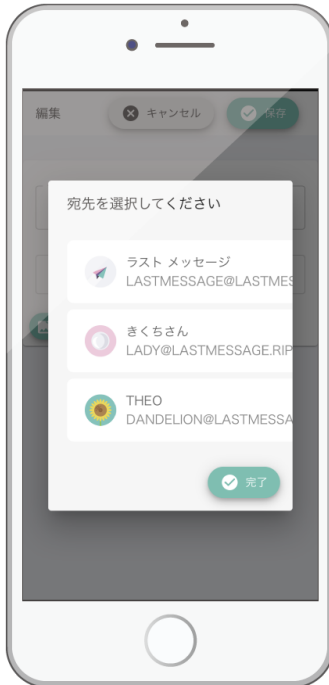 編集
キャンセル
保存
宛先を選択してください
ラスト メッセージ
LASTMESSAGE@LASTMES
きくちさん
LADY@LASTMESSAGE.RIP
THEO
DANDELION@LASTMESSA
完了